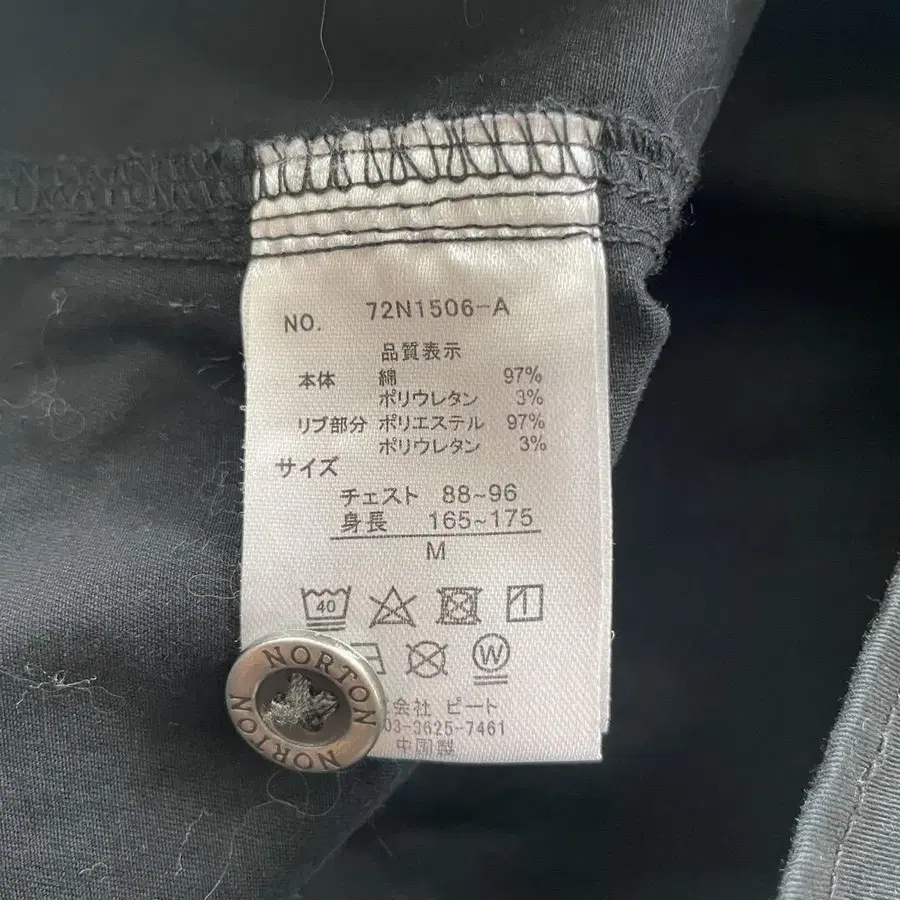 NO. 72N1506-A
品質表示
本体 綿 97%
ポリウレタン 3%
リブ部分 ポリエステル 97%
ポリウレタン 3%
サイズ
チェスト 88~96
身長 165~175
M
40
W
会社 ピート
03-3625-7461
中国製
NORTON
NORTON